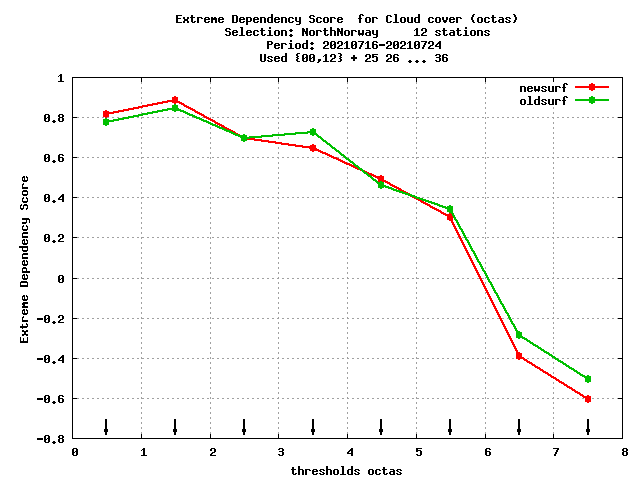 Extreme Dependency Score  for Cloud cover (octas)
Selection: NorthNorway     12 stations
Period: 20210716-20210724
Used {00,12} + 25 26 ... 36
newsurf
oldsurf
1
0.8
0.6
0.4
0.2
0
-0.2
-0.4
-0.6
-0.8
Extreme Dependency Score
0 1 2 3 4 5 6 7 8
thresholds octas